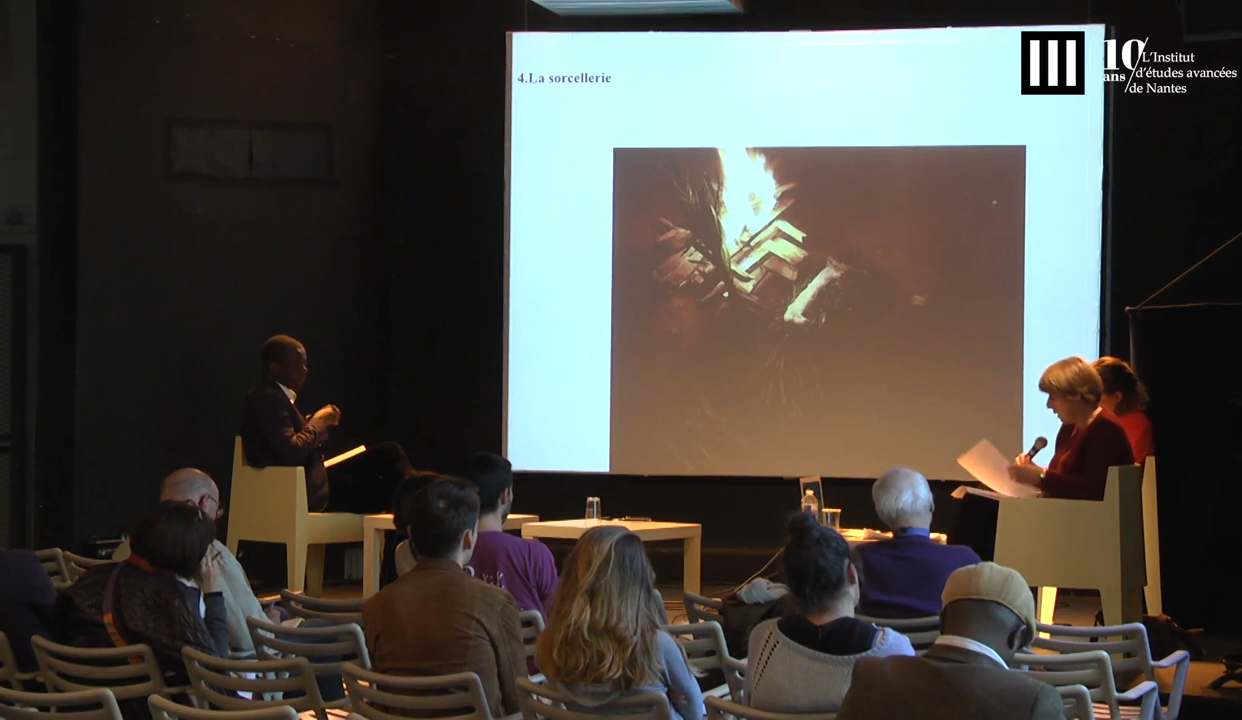 4.La sorcellerie
10
ans
L'Institut
d'études avancées
de Nantes